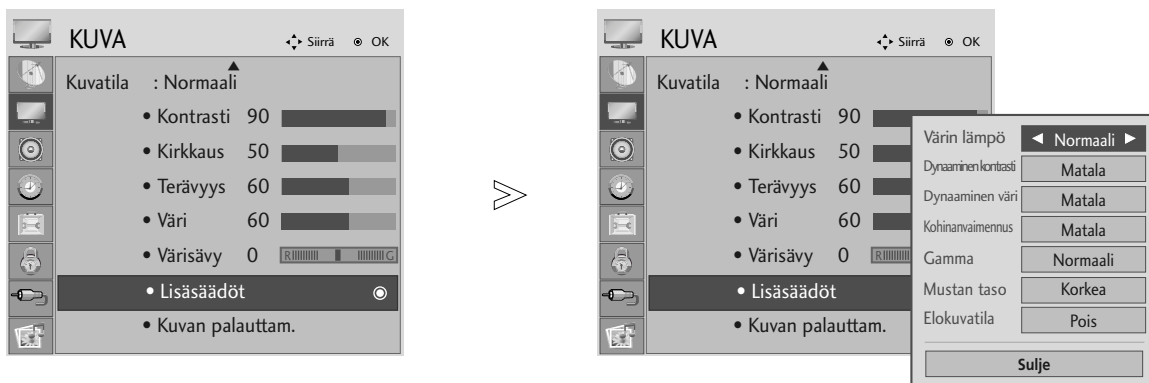 KUVA Siirrä OK
Kuvatila : Normaali
• Kontrasti 90
• Kirkkaus 50
• Terävyys 60
• Väri 60
• Värisävy 0 R G
• Lisäsäädöt
• Kuvan palauttam.
KUVA Siirrä OK
Kuvatila : Normaali
• Kontrasti 90
• Kirkkaus 50
• Terävyys 60
• Väri 60
• Värisävy 0 R
• Lisäsäädöt
• Kuvan palauttam.
Värin lämpö ◄ Normaali ►
Dynaaminen kontrasti Matala
Dynaaminen väri Matala
Kohinanvaimennus Matala
Gamma Normaali
Mustan taso Korkea
Elokuvatila Pois
Sulje